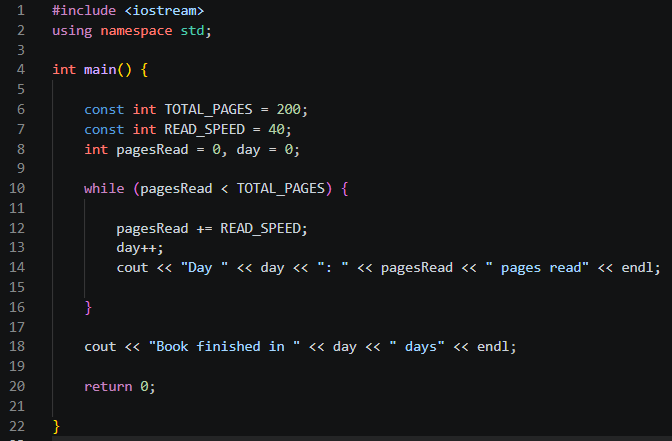 1 #include <iostream>
2 using namespace std;
3
4 int main() {
5
6 const int TOTAL_PAGES = 200;
7 const int READ_SPEED = 40;
8 int pagesRead = 0, day = 0;
9
10 while (pagesRead < TOTAL_PAGES) {
11
12 pagesRead += READ_SPEED;
13 day++;
14 cout << "Day " << day << ": " << pagesRead << " pages read" << endl;
15
16 }
17
18 cout << "Book finished in " << day << " days" << endl;
19
20 return 0;
21
22 }